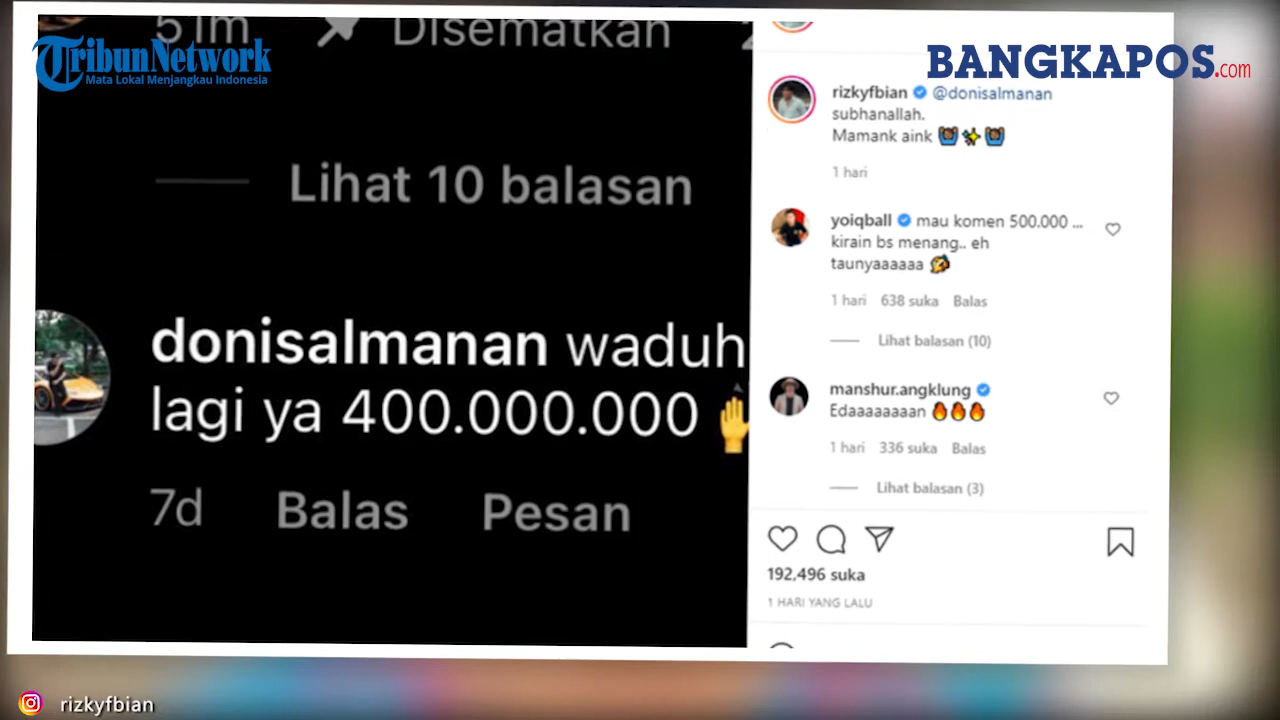 51m Disematkan
TribunNetwork
Mata Lokal Menjangkau Indonesia
BANGKAPOS.com
Lihat 10 balasan
donisalmanan waduh
lagi ya 400.000.000
7d Balas Pesan
rizkyfbian @donisalmanan
subhanallah.
Mamank aink 🙆🏾✨🙆🏾
1 hari
yoiqball mau komen 500.000 ...
kirain bs menang.. eh
taunyaaaaaa
1 hari 638 suka Balas
Lihat balasan (10)
manshur.angklung
Edaaaaaaaan 🔥🔥🔥
1 hari 336 suka Balas
Lihat balasan (3)
192,496 suka
1 HARI YANG LALU
rizkyfbian